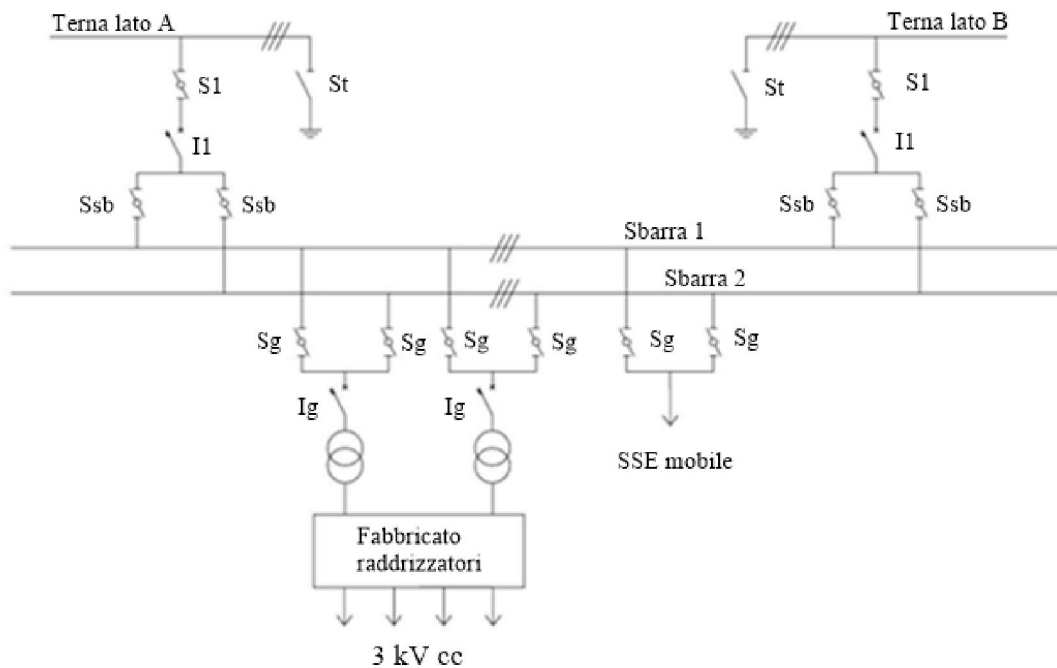 Terna lato A
Terna lato B
S1
St
St
S1
I1
I1
Ssb
Ssb
Ssb
Ssb
Sbarra 1
Sbarra 2
Sg
Sg
Sg
Sg
Sg
Sg
Ig
Ig
SSE mobile
Fabbricato
raddrizzatori
3 kV cc